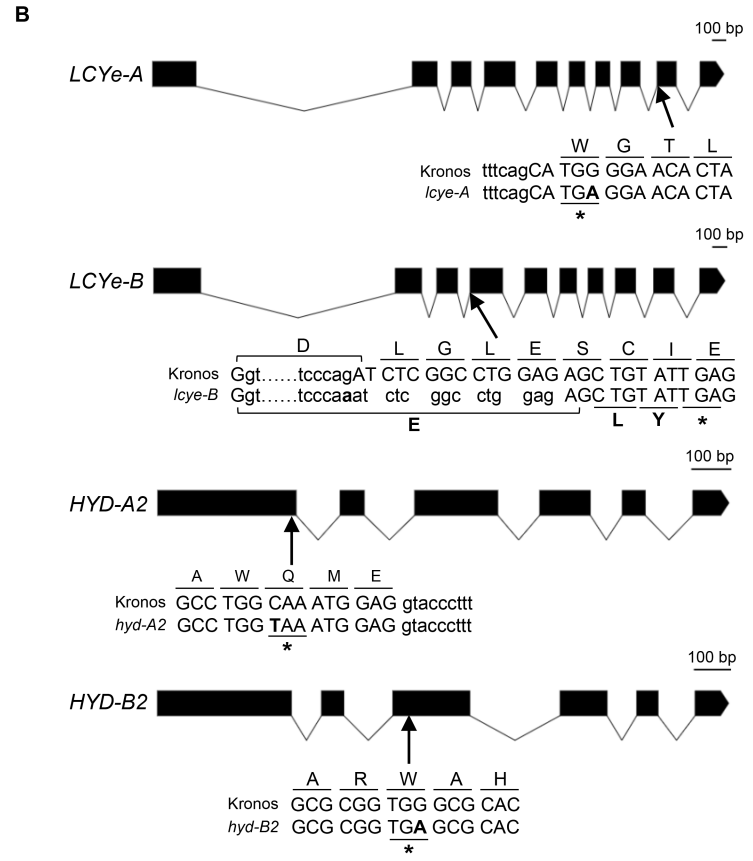 B
100 bp
LCYe-A
W G T L
Kronos tttcagCA TGG GGA ACA CTA
lcye-A tttcagCA TGA GGA ACA CTA
*
100 bp
LCYe-B
D L G L E S C I E
Kronos Ggt......tcccagAT CTC GGC CTG GAG AGC TGT ATT GAG
lcye-B Ggt......tcccaaat ctc ggc ctg gag AGC TGT ATT GAG
E L Y *
100 bp
HYD-A2
A W Q M E
Kronos GCC TGG CAA ATG GAG gtacccttt
hyd-A2 GCC TGG TAA ATG GAG gtacccttt
*
100 bp
HYD-B2
A R W A H
Kronos GCG CGG TGG GCG CAC
hyd-B2 GCG CGG TGA GCG CAC
*